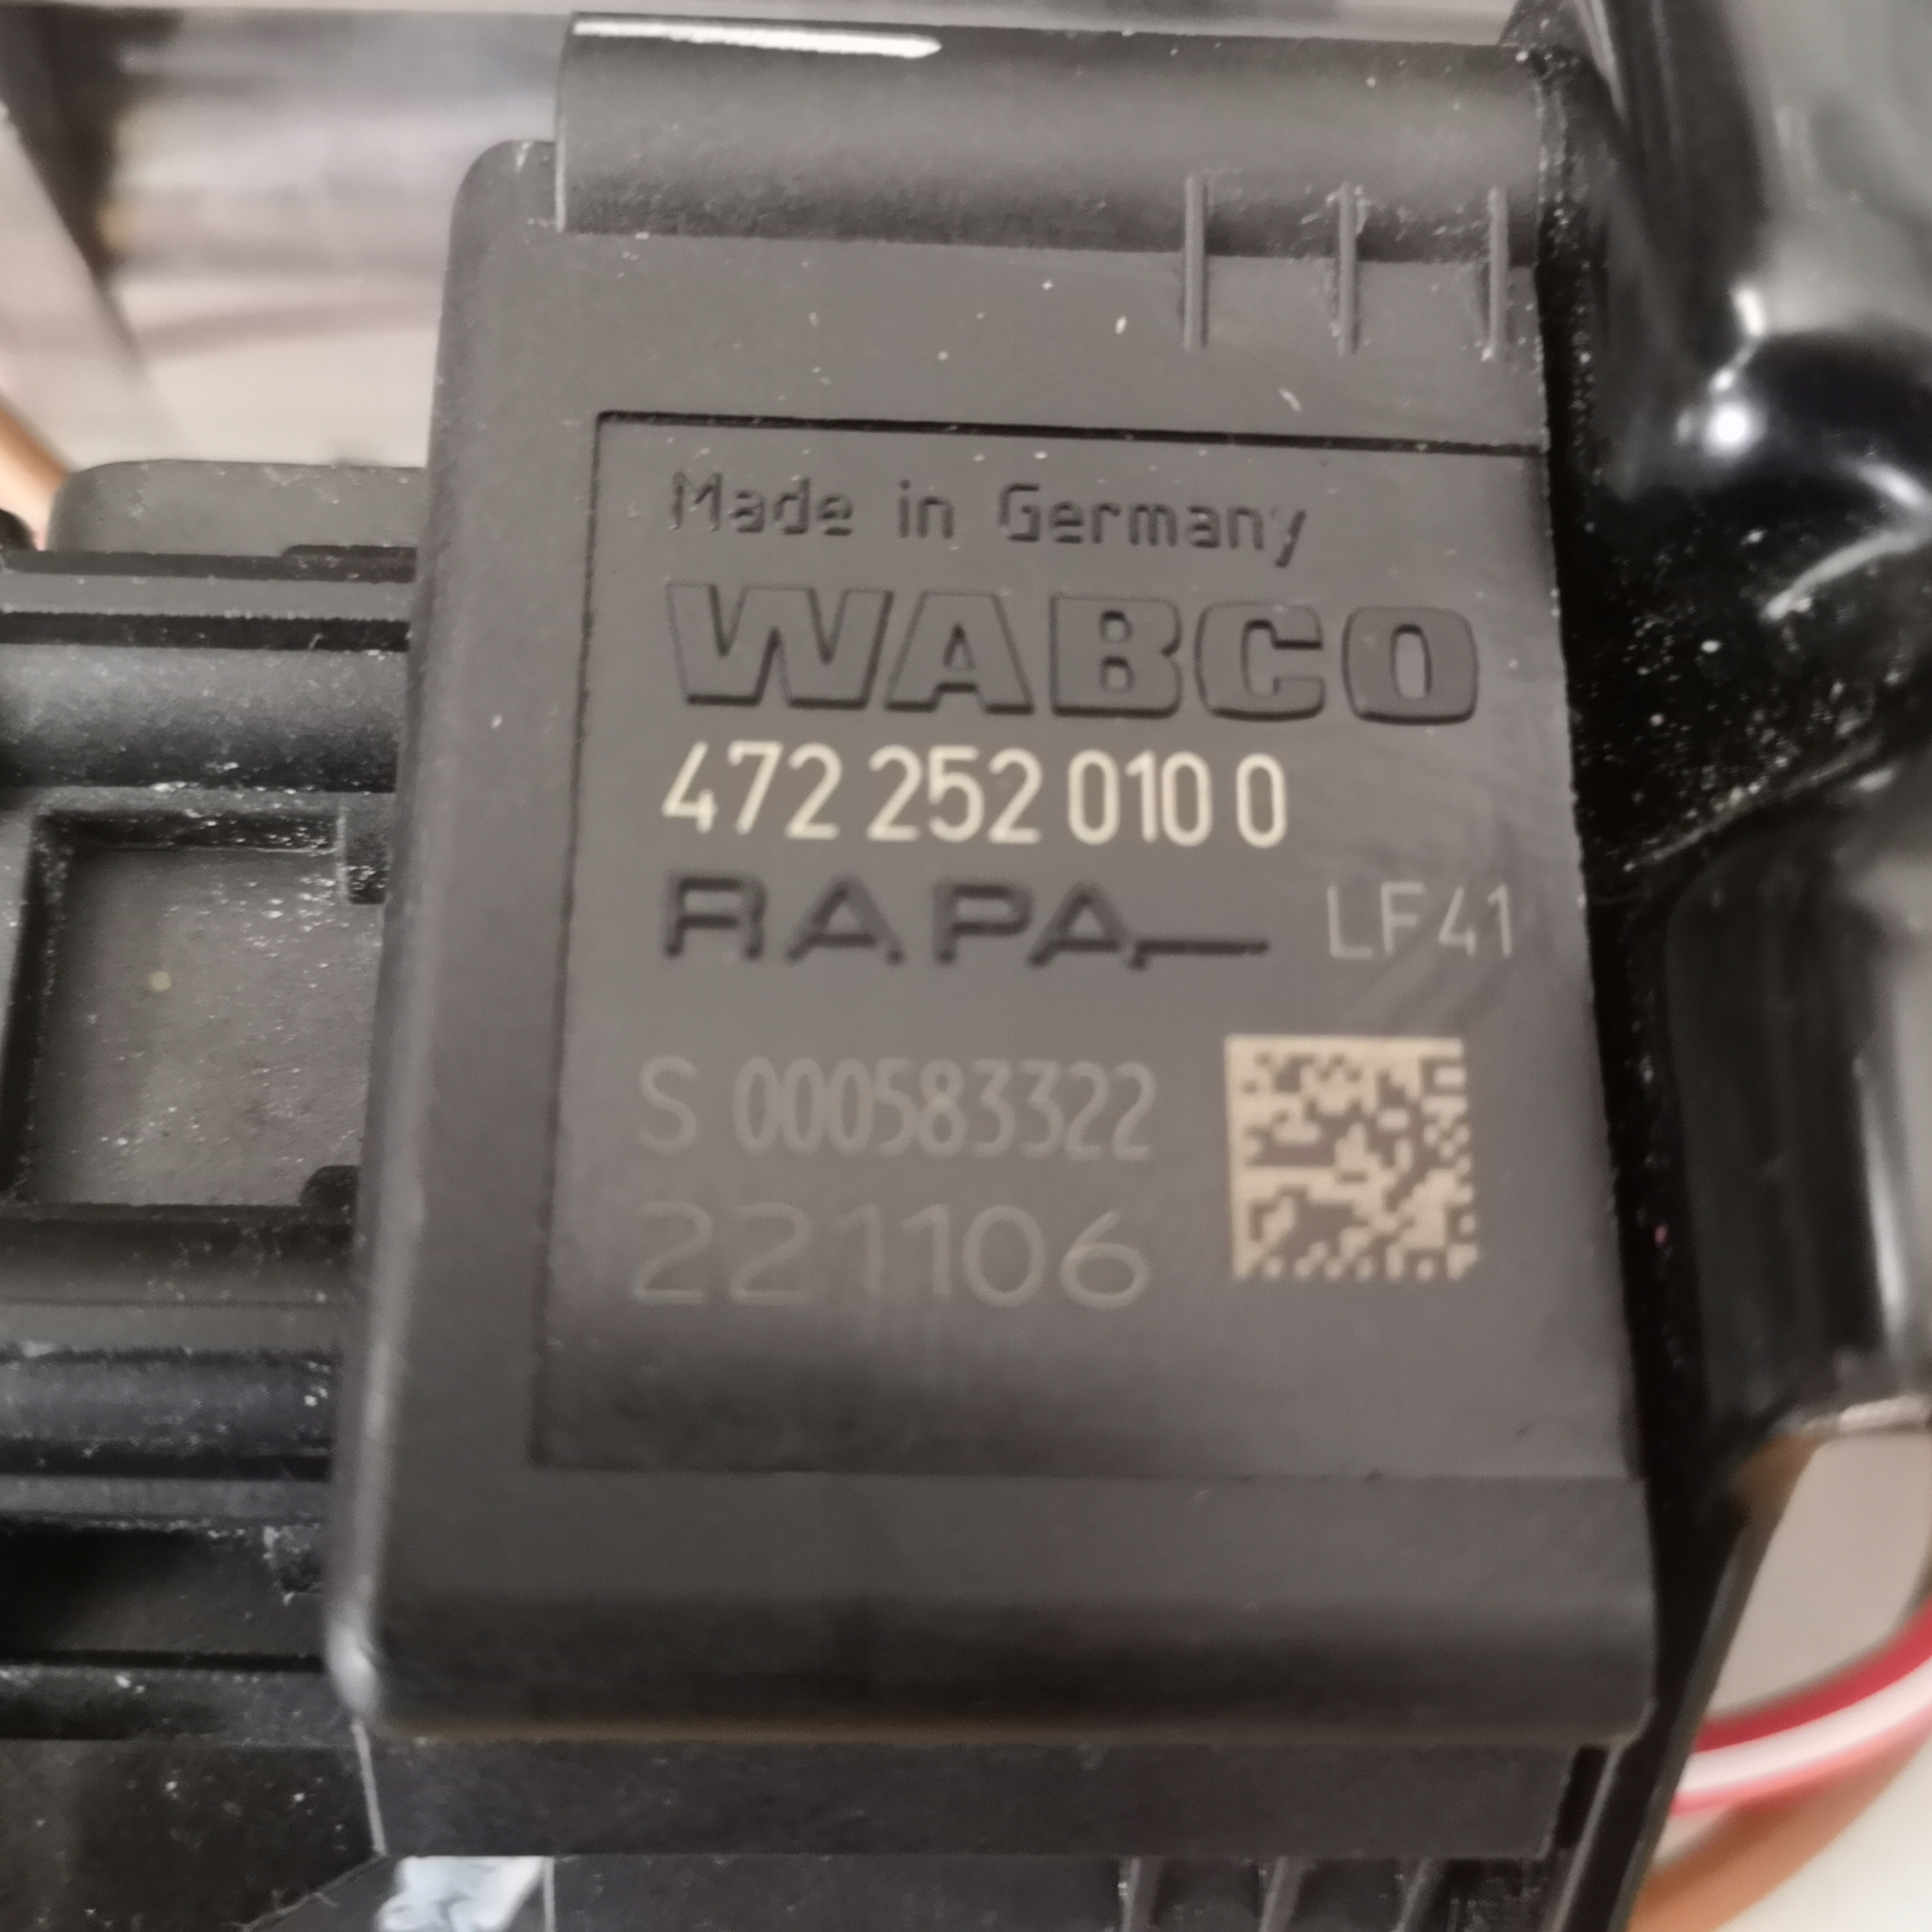 Made in Germany
WABCO
472 252 010 0
RAPA LF41
S 000583322
221106